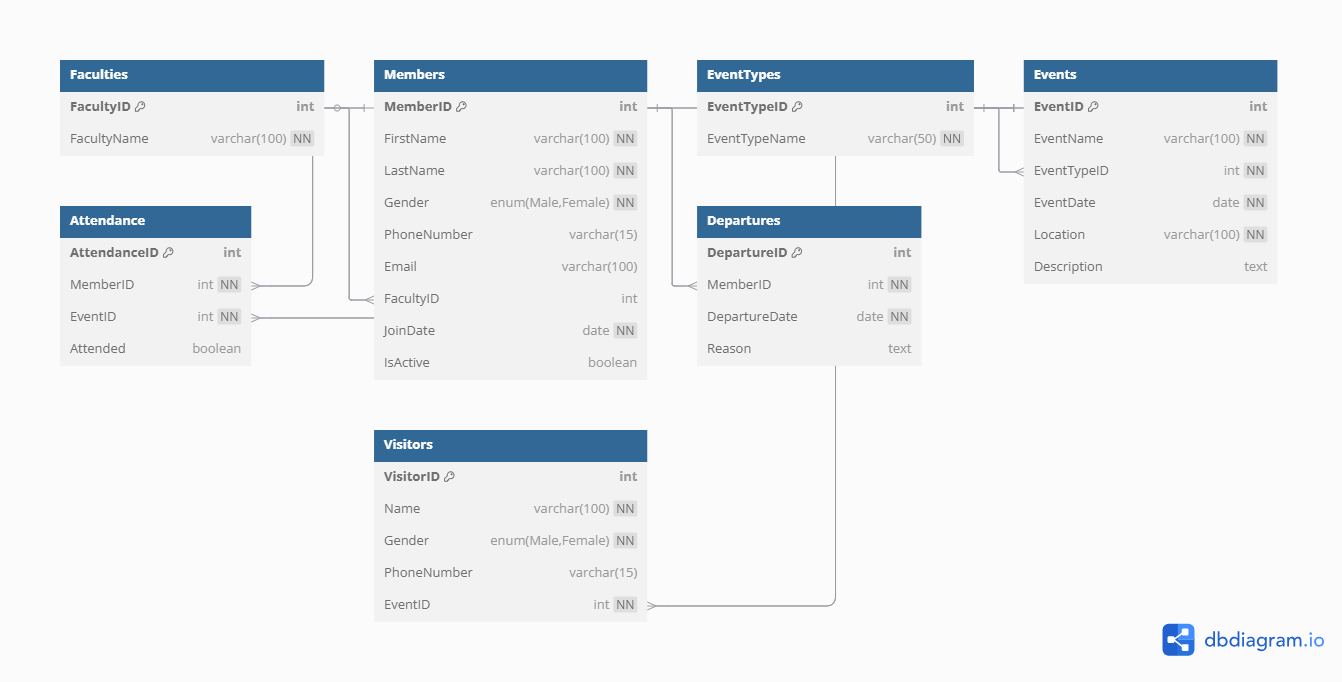 Faculties
FacultyID int
FacultyName varchar(100) NN
Members
MemberID int
FirstName varchar(100) NN
LastName varchar(100) NN
Gender enum(Male,Female) NN
PhoneNumber varchar(15)
Email varchar(100)
FacultyID int
JoinDate date NN
IsActive boolean
EventTypes
EventTypeID int
EventTypeName varchar(50) NN
Events
EventID int
EventName varchar(100) NN
EventTypeID int NN
EventDate date NN
Location varchar(100) NN
Description text
Attendance
AttendanceID int
MemberID int NN
EventID int NN
Attended boolean
Departures
DepartureID int
MemberID int NN
DepartureDate date NN
Reason text
Visitors
VisitorID int
Name varchar(100) NN
Gender enum(Male,Female) NN
PhoneNumber varchar(15)
EventID int NN
dbdiagram.io